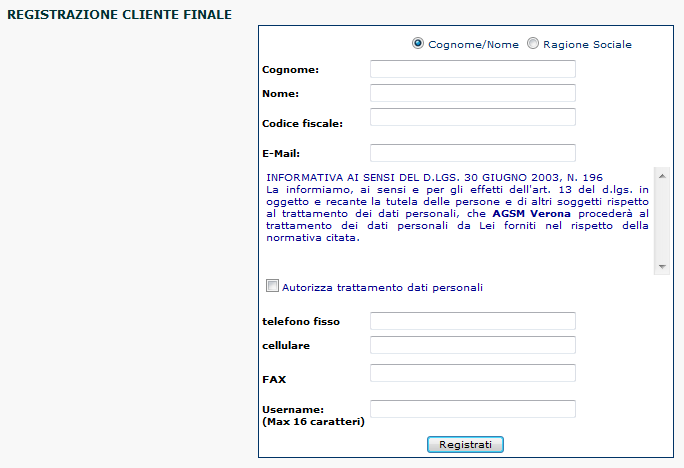 REGISTRAZIONE CLIENTE FINALE
Cognome/Nome Ragione Sociale
Cognome:
Nome:
Codice fiscale:
E-Mail:
INFORMATIVA AI SENSI DEL D.LGS. 30 GIUGNO 2003, N. 196
La informiamo, ai sensi e per gli effetti dell'art. 13 del d.lgs. in
oggetto e recante la tutela delle persone e di altri soggetti rispetto
al trattamento dei dati personali, che AGSM Verona procederà al
trattamento dei dati personali da Lei forniti nel rispetto della
normativa citata.
Autorizza trattamento dati personali
telefono fisso
cellulare
FAX
Username:
(Max 16 caratteri)
Registrati